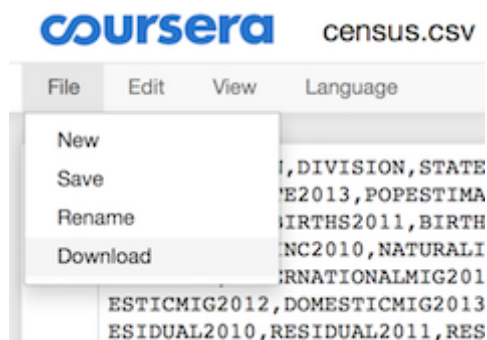 coursera census.csv
File Edit View Language
New
Save
Rename
Download
,DIVISION,STATE
E2013,POPESTIMA
IRTHS2011,BIRTH
NC2010,NATURALI
RNATIONALMIG201
ESTICMIG2012,DOMESTICMIG2013
ESIDUAL2010,RESIDUAL2011,RES